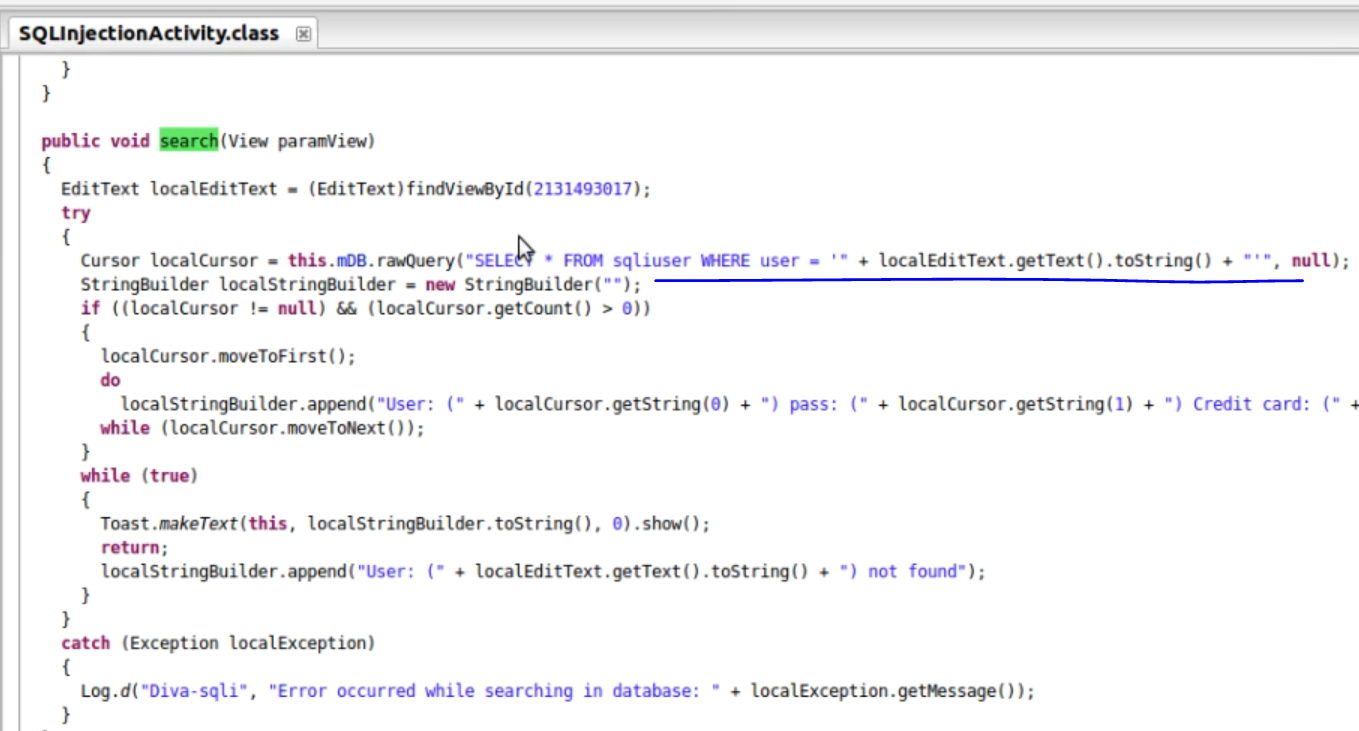 SQLInjectionActivity.class
}
}
public void search(View paramView)
{
EditText localEditText = (EditText)findViewById(2131493017);
try
{
Cursor localCursor = this.mDB.rawQuery("SELECT * FROM sqliuser WHERE user = '" + localEditText.getText().toString() + "'", null);
StringBuilder localStringBuilder = new StringBuilder("");
if ((localCursor != null) && (localCursor.getCount() > 0))
{
localCursor.moveToFirst();
do
localStringBuilder.append("User: (" + localCursor.getString(0) + ") pass: (" + localCursor.getString(1) + ") Credit card: (" +
while (localCursor.moveToNext());
}
while (true)
{
Toast.makeText(this, localStringBuilder.toString(), 0).show();
return;
localStringBuilder.append("User: (" + localEditText.getText().toString() + ") not found");
}
}
catch (Exception localException)
{
Log.d("Diva-sqli", "Error occurred while searching in database: " + localException.getMessage());
}